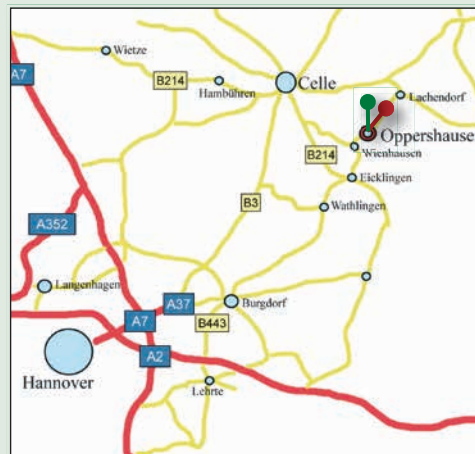 Wietze
A7
B214
Hambühren
Celle
Lachendorf
Oppershause
Wienhausen
B214
Eicklingen
B3
Wathlingen
A352
Langenhagen
A37
Burgdorf
A7
B443
A2
Hannover
Lehrte